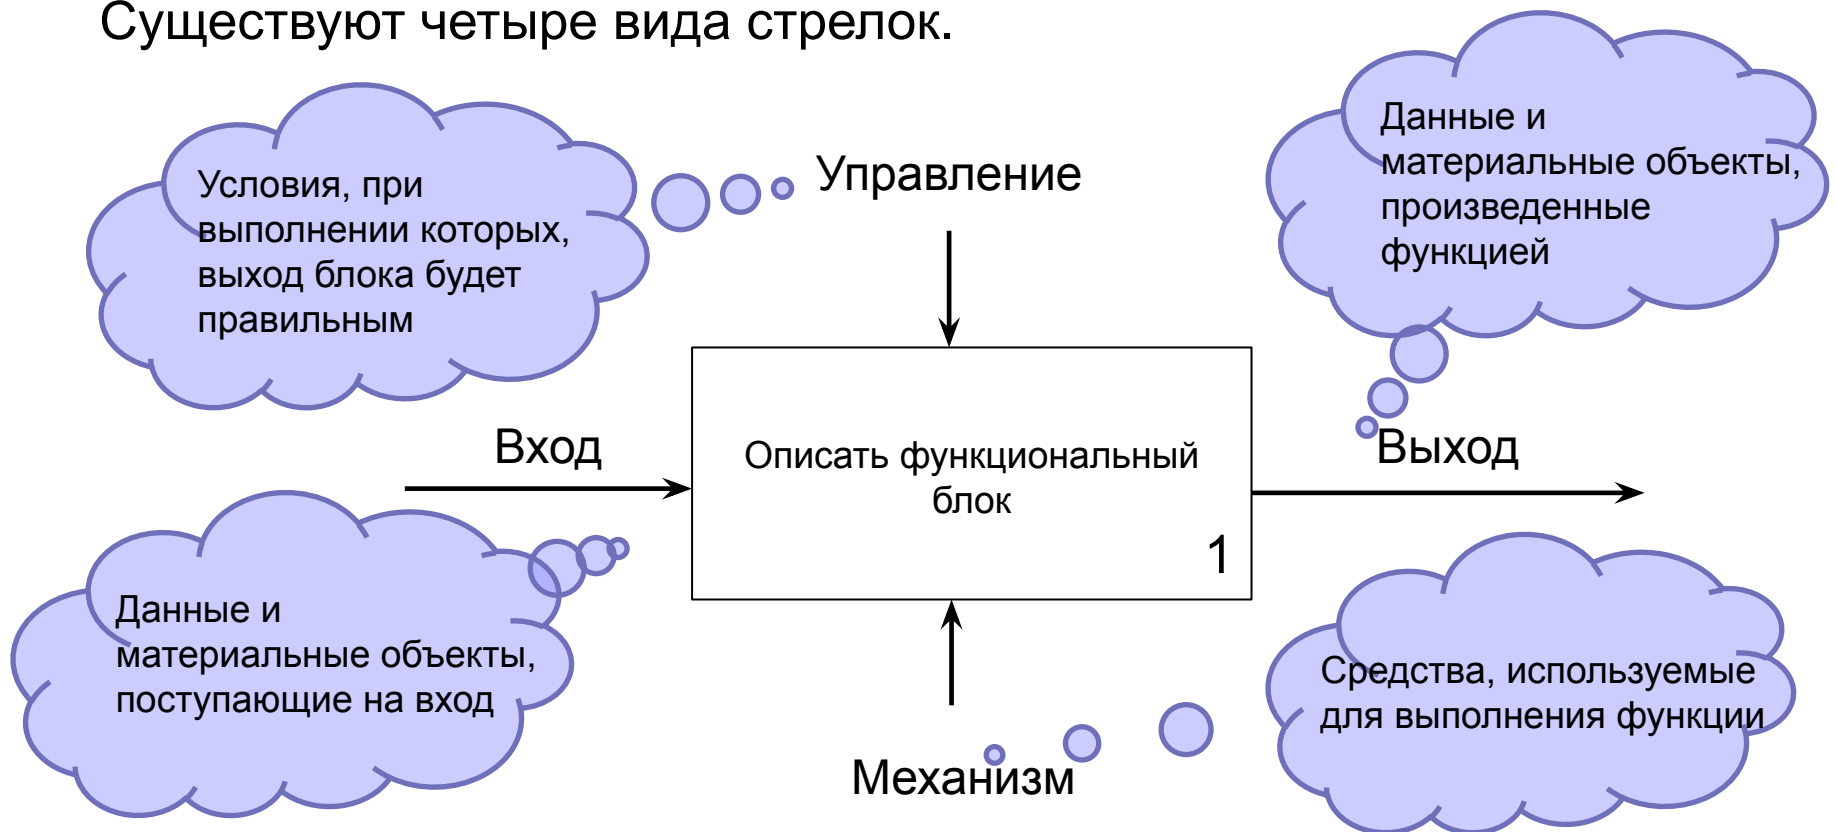 Существуют четыре вида стрелок.
Условия, при
выполнении которых,
выход блока будет
правильным
Управление
Данные и
материальные объекты,
произведенные
функцией
Вход
Описать функциональный
блок
1
Выход
Данные и
материальные объекты,
поступающие на вход
Механизм
Средства, используемые
для выполнения функции